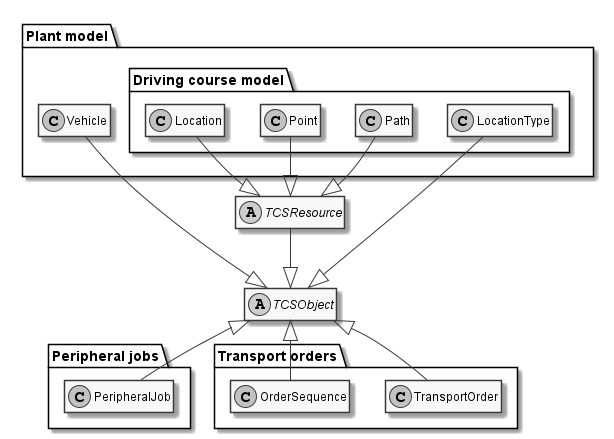 Plant model
Driving course model
C Vehicle
C Location
C Point
C Path
C LocationType
A TCSResource
A TCSObject
Peripheral jobs
Transport orders
C PeripheralJob
C OrderSequence
C TransportOrder